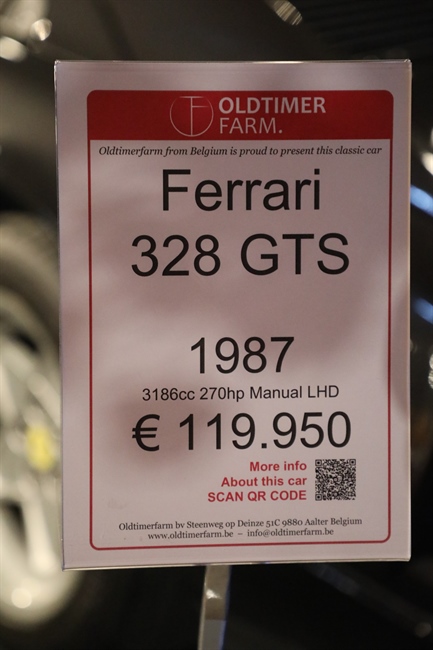 OLDTIMER
FARM.
Oldtimerfarm from Belgium is proud to present this classic car
Ferrari
328 GTS
1987
3186cc 270hp Manual LHD
€ 119.950
More info
About this car
SCAN QR CODE
Oldtimerfarm bv Steenweg op Deinze 51C 9880 Aalter Belgium
www.oldtimerfarm.be – info@oldtimerfarm.be